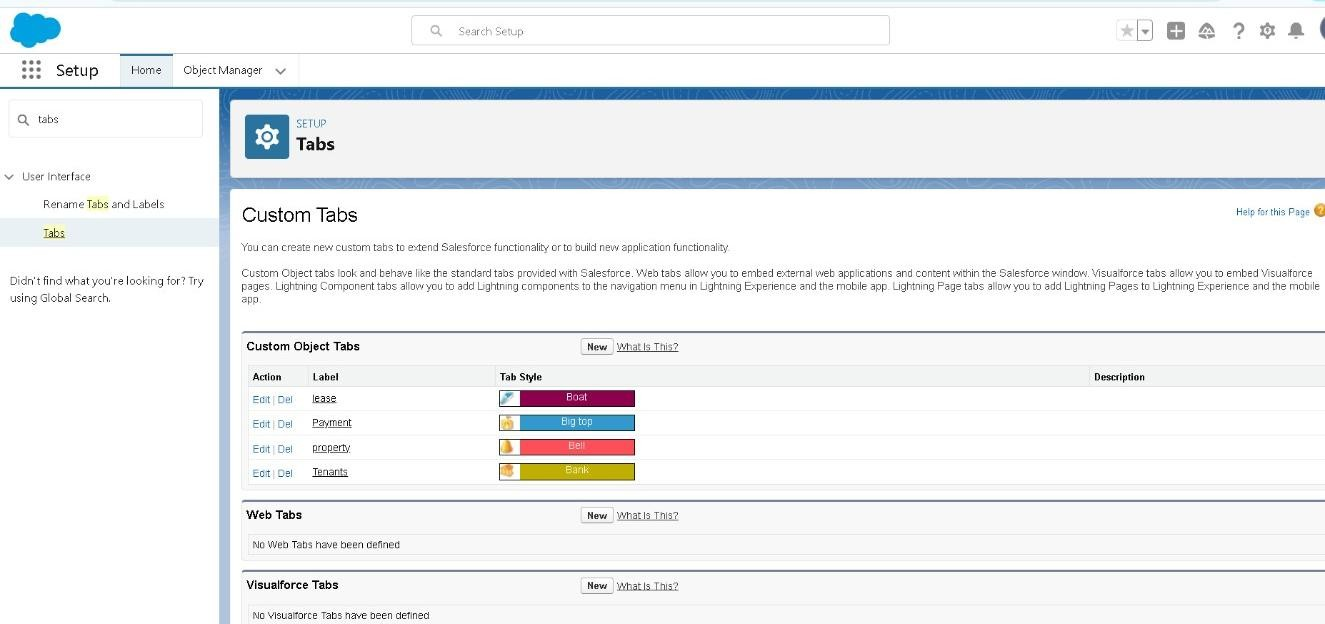 Search Setup
Setup
Home
Object Manager
tabs
User Interface
Rename Tabs and Labels
Tabs
Didn't find what you're looking for? Try
using Global Search.
SETUP
Tabs
Custom Tabs
Help for this Page
You can create new custom tabs to extend Salesforce functionality or to build new application functionality.
Custom Object tabs look and behave like the standard tabs provided with Salesforce. Web tabs allow you to embed external web applications and content within the Salesforce window. Visualforce tabs allow you to embed Visualforce
pages. Lightning Component tabs allow you to add Lightning components to the navigation menu in Lightning Experience and the mobile app. Lightning Page tabs allow you to add Lightning Pages to Lightning Experience and the mobile
app.
Custom Object Tabs New What Is This?
Action Label Tab Style Description
Edit | Del lease Boat
Edit | Del Payment Big top
Edit | Del property Bell
Edit | Del Tenants Bank
Web Tabs New What Is This?
No Web Tabs have been defined
Visualforce Tabs New What Is This?
No Visualforce Tabs have been defined